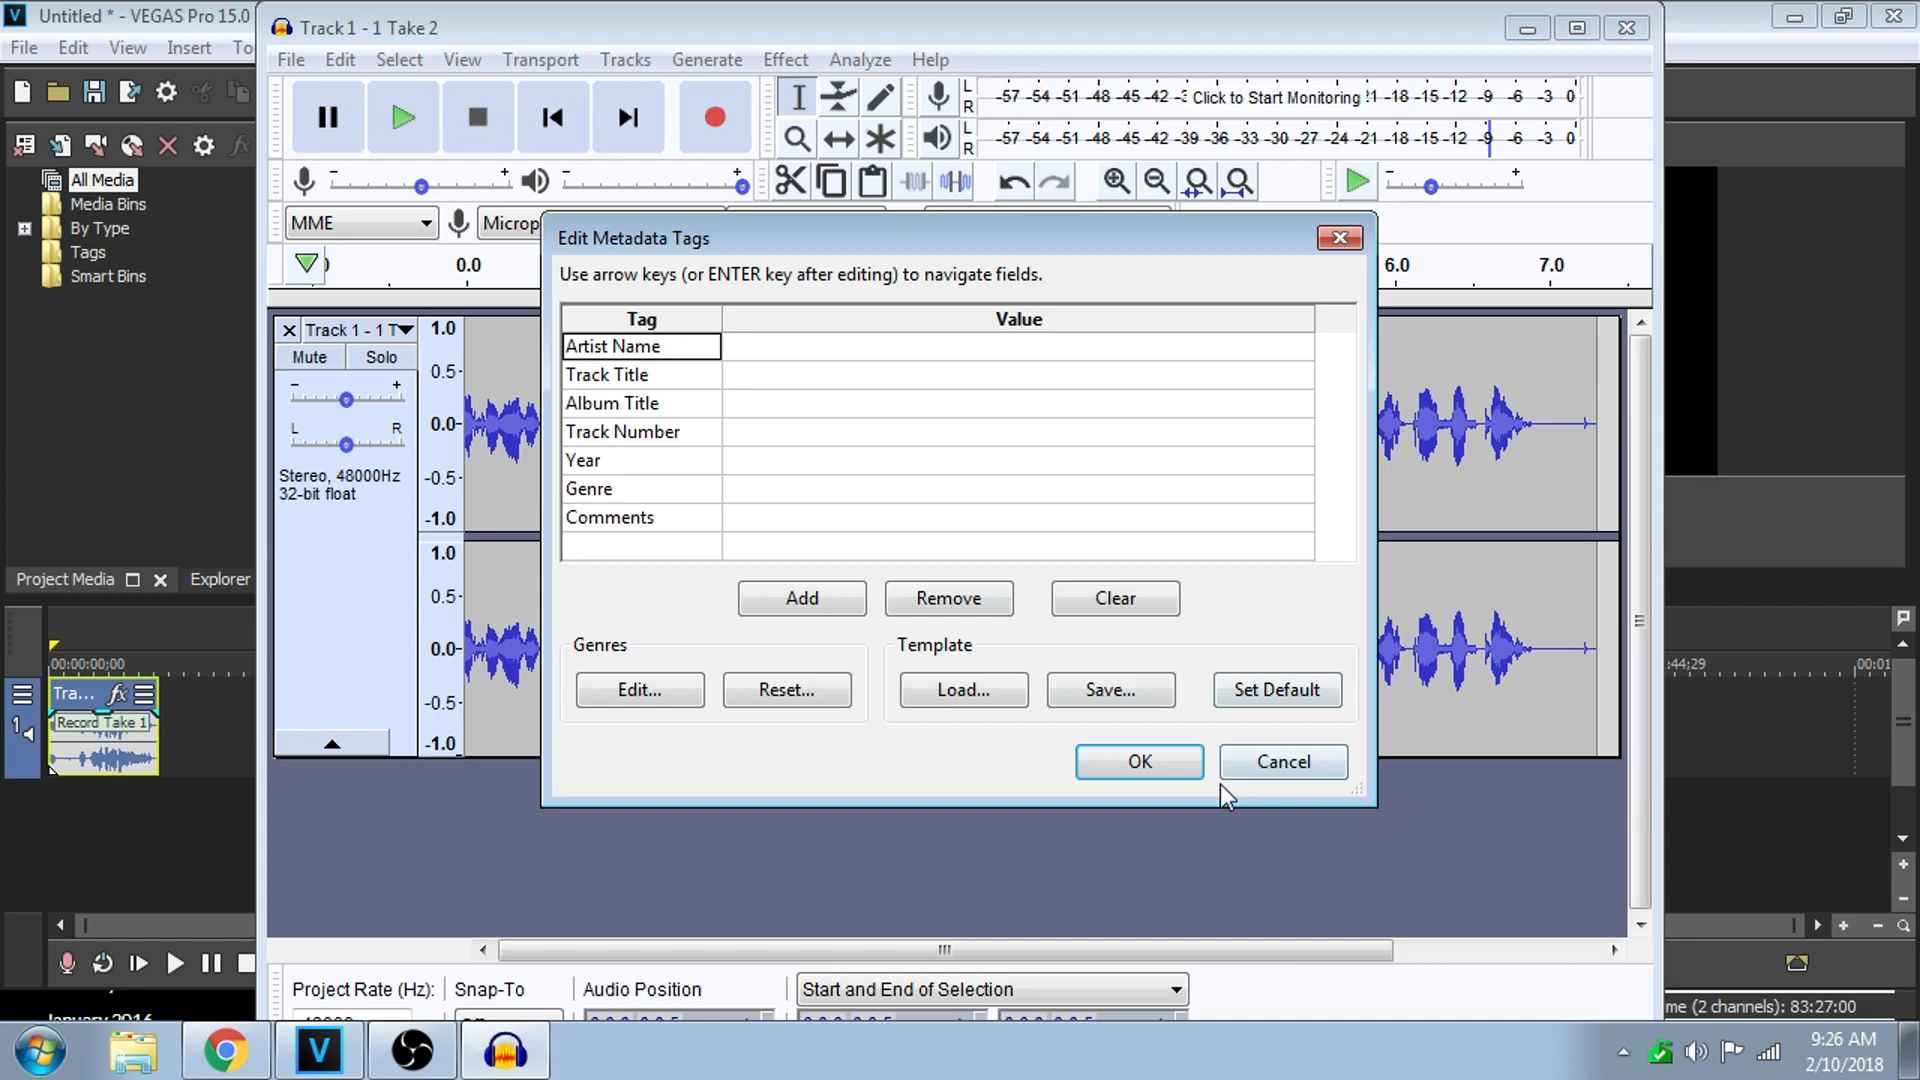 Untitled * - VEGAS Pro 15.0
File Edit View Insert To
All Media
Media Bins
By Type
Tags
Smart Bins
Project Media
Explorer
00:00:00;00
Tra...
fx
Record Take 1
1
Track 1 - 1 Take 2
File Edit Select View Transport Tracks Generate Effect Analyze Help
L
R
-57 -54 -51 -48 -45 -42 Click to Start Monitoring -18 -15 -12 -9 -6 -3 0
L
R
-57 -54 -51 -48 -45 -42 -39 -36 -33 -30 -27 -24 -21 -18 -15 -12 -9 -6 -3 0
MME
Microp
0.0 6.0 7.0
Track 1 - 1 T
Mute Solo
- +
L R
Stereo, 48000Hz
32-bit float
1.0
0.5
0.0
-0.5
-1.0
1.0
0.5
0.0
-0.5
-1.0
Edit Metadata Tags
Use arrow keys (or ENTER key after editing) to navigate fields.
Tag Value
Artist Name
Track Title
Album Title
Track Number
Year
Genre
Comments
Add Remove Clear
Genres
Edit... Reset...
Template
Load... Save... Set Default
OK Cancel
:44;29 00:01
Project Rate (Hz): Snap-To Audio Position Start and End of Selection
me (2 channels): 83:27:00
9:26 AM
2/10/2018